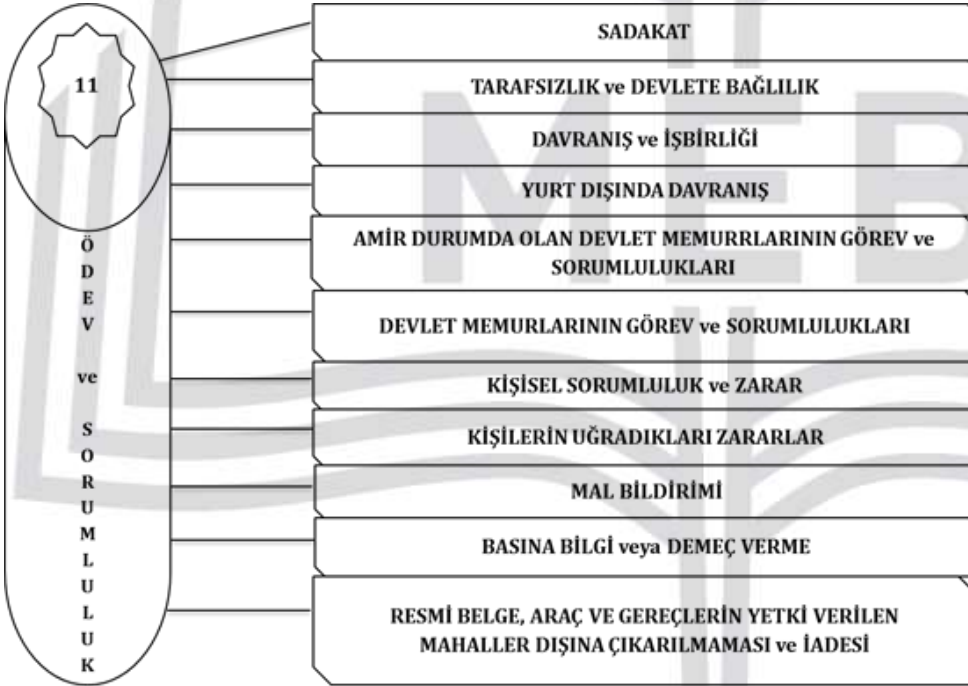 11
ÖDEV ve SORUMLULUK
SADAKAT
TARAFSIZLIK ve DEVLETE BAĞLILIK
DAVRANIŞ ve İŞBİRLİĞİ
YURT DIŞINDA DAVRANIŞ
AMİR DURUMDA OLAN DEVLET MEMURRLARININ GÖREV ve
SORUMLULUKLARI
DEVLET MEMURLARININ GÖREV ve SORUMLULUKLARI
KİŞİSEL SORUMLULUK ve ZARAR
KİŞİLERİN UĞRADIKLARI ZARARLAR
MAL BİLDİRİMİ
BASINA BİLGİ veya DEMEÇ VERME
RESMİ BELGE, ARAÇ VE GEREÇLERİN YETKİ VERİLEN
MAHALLER DIŞINA ÇIKARILMAMASI ve İADESİ
MEB